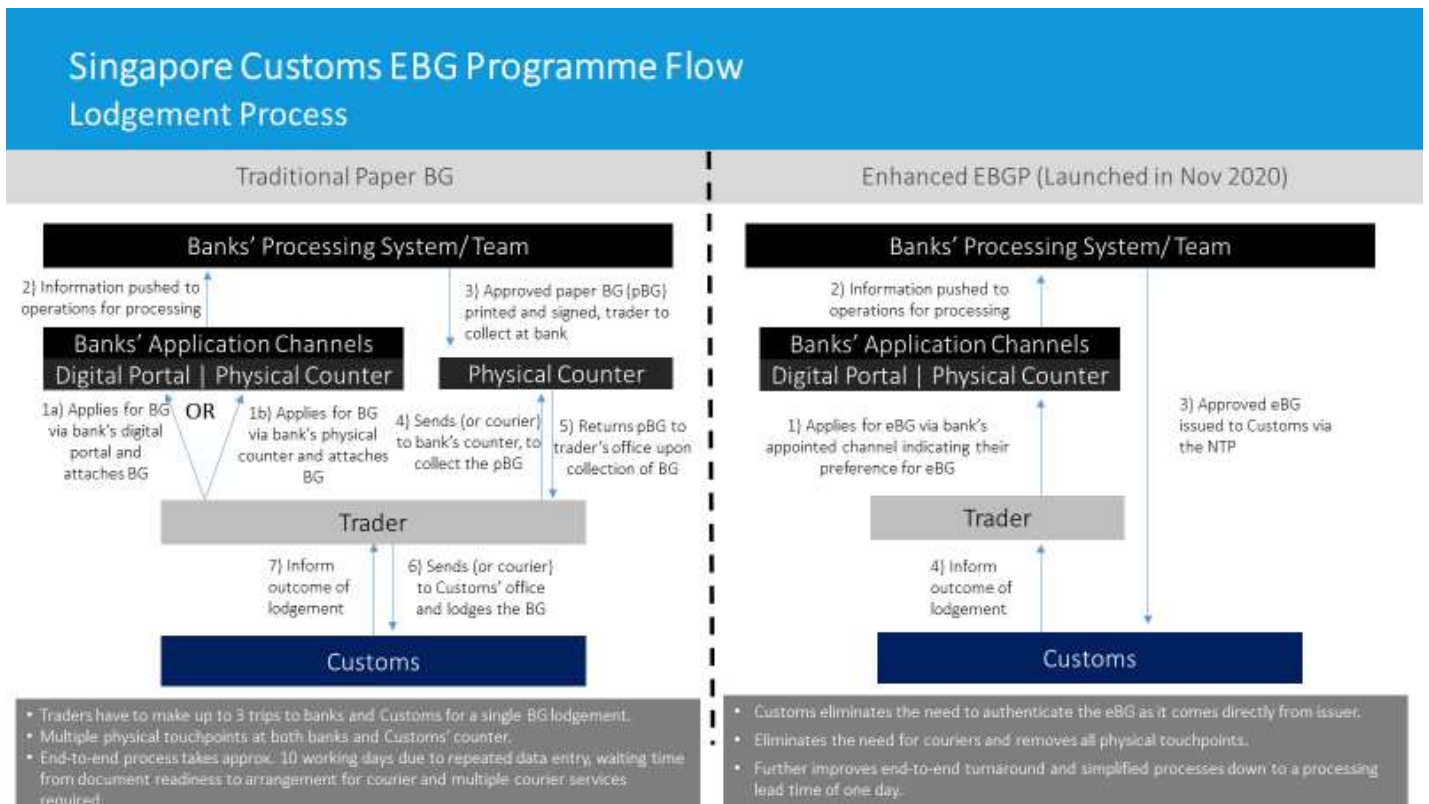 Singapore Customs EBG Programme Flow
Lodgement Process
Traditional Paper BG
Banks' Processing System/ Team
2) Information pushed to
operations for processing
3) Approved paper BG (pBG)
printed and signed, trader to
collect at bank
Banks' Application Channels
Digital Portal | Physical Counter
Physical Counter
1a) Applies for BG
via bank's digital
portal and
attaches BG
OR
1b) Applies for BG
via bank's physical
counter and attaches
BG
4) Sends (or courier)
to bank's counter, to
collect the pBG
5) Returns pBG to
trader's office upon
collection of BG
Trader
7) Inform
outcome of
lodgement
6) Sends (or courier)
to Customs' office
and lodges the BG
Customs
• Traders have to make up to 3 trips to banks and Customs for a single BG lodgement.
• Multiple physical touchpoints at both banks and Customs' counter.
• End-to-end process takes approx. 10 working days due to repeated data entry, waiting time
from document readiness to arrangement for courier and multiple courier services
required.
Enhanced EBGP (Launched in Nov 2020)
Banks' Processing System/ Team
2) Information pushed to
operations for processing
Banks' Application Channels
Digital Portal | Physical Counter
1) Applies for eBG via bank's
appointed channel indicating their
preference for eBG
3) Approved eBG
issued to Customs via
the NTP
Trader
4) Inform
outcome of
lodgement
Customs
• Customs eliminates the need to authenticate the eBG as it comes directly from issuer.
• Eliminates the need for couriers and removes all physical touchpoints.
• Further improves end-to-end turnaround and simplified processes down to a processing
lead time of one day.